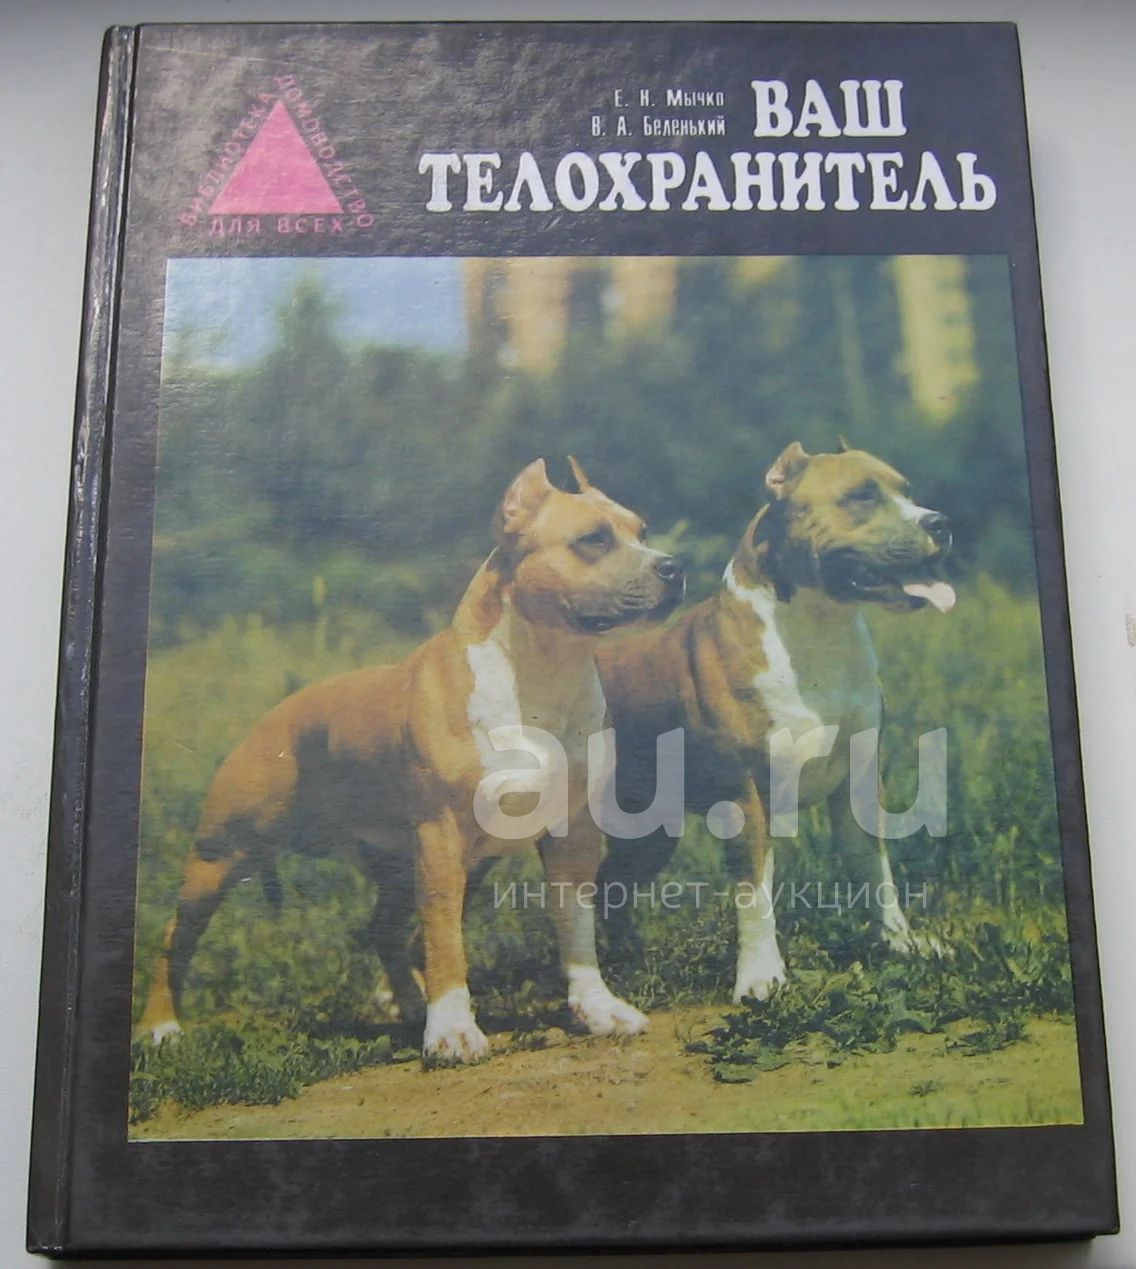 БИБЛИОТЕКА
ДОМОВОДСТВО
ДЛЯ ВСЕХ
Е. Н. Мычко
В. А. Беленький
ВАШ
ТЕЛОХРАНИТЕЛЬ
au.ru
интернет-аукцион